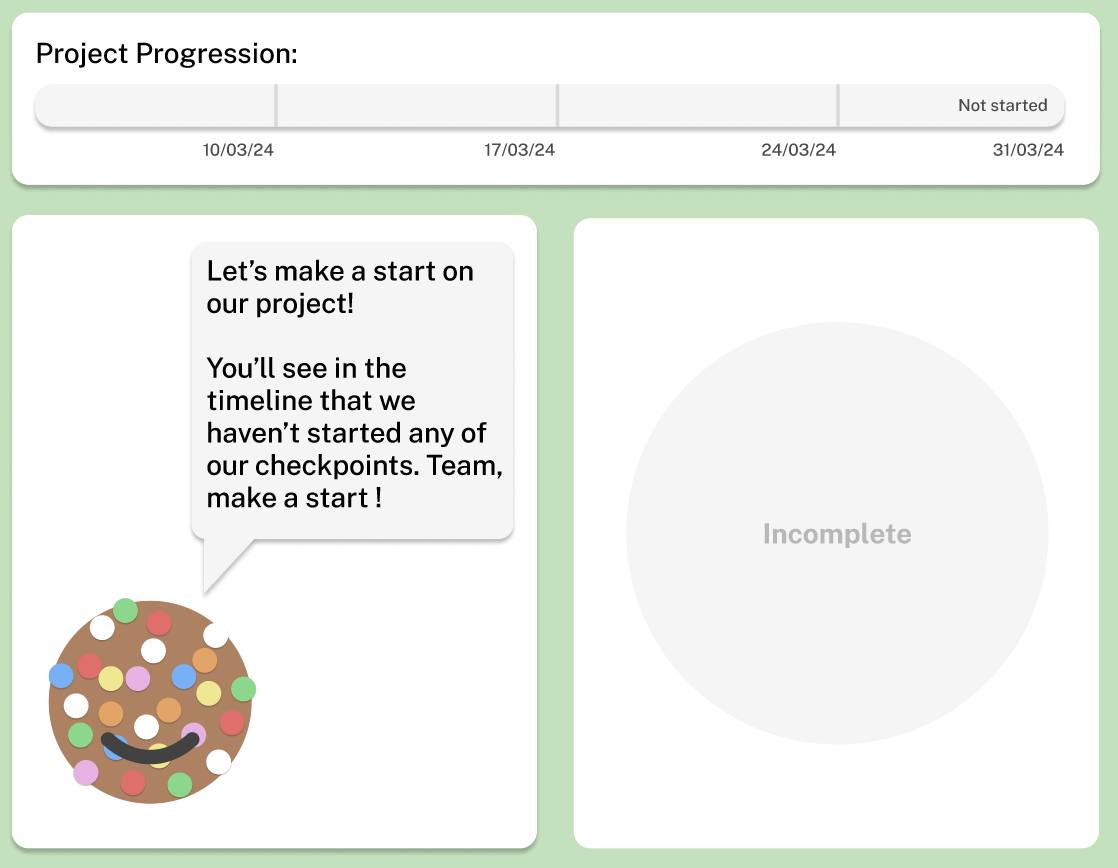 Project Progression:
Not started
10/03/24
17/03/24
24/03/24
31/03/24
Let’s make a start on
our project!
You’ll see in the
timeline that we
haven’t started any of
our checkpoints. Team,
make a start !
Incomplete